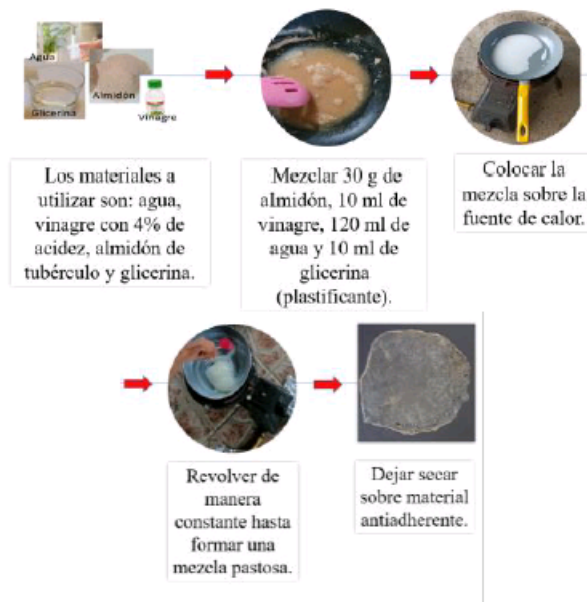 Agua
Almidón
Glicerina
Vinagre
Los materiales a
utilizar son: agua,
vinagre con 4% de
acidez, almidón de
tubérculo y glicerina.
Mezclar 30 g de
almidón, 10 ml de
vinagre, 120 ml de
agua y 10 ml de
glicerina
(plastificante).
Colocar la
mezcla sobre la
fuente de calor.
Revolver de
manera
constante hasta
formar una
mezcla pastosa.
Dejar secar
sobre material
antiadherente.